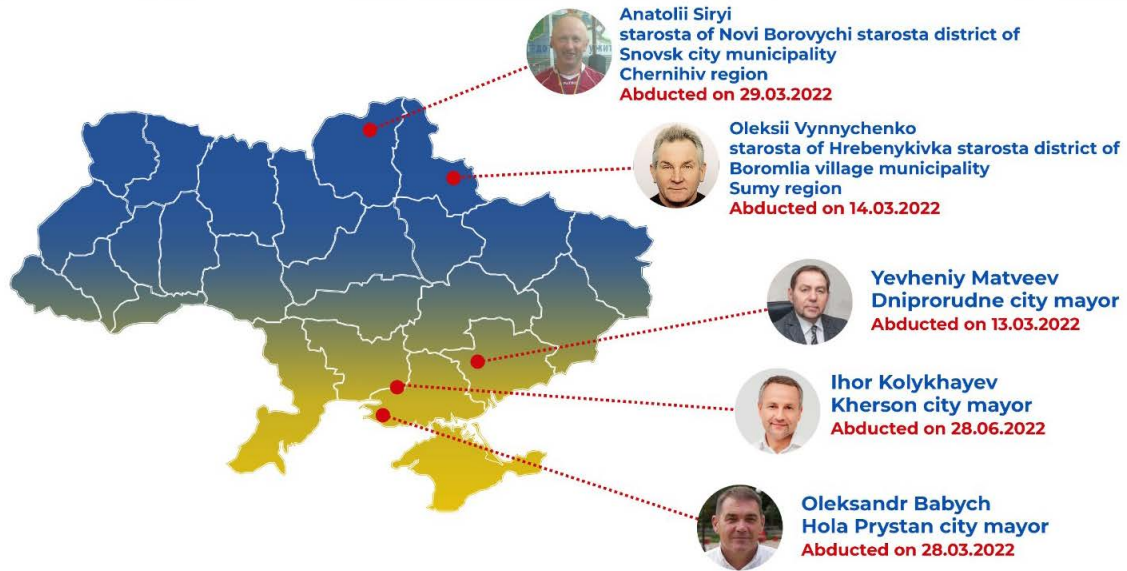 Anatolii Siryi
starosta of Novi Borovychi starosta district of
Snovsk city municipality
Chernihiv region
Abducted on 29.03.2022
Oleksii Vynnychenko
starosta of Hrebenykivka starosta district of
Boromlia village municipality
Sumy region
Abducted on 14.03.2022
Yevheniy Matveev
Dniprorudne city mayor
Abducted on 13.03.2022
Ihor Kolykhayev
Kherson city mayor
Abducted on 28.06.2022
Oleksandr Babych
Hola Prystan city mayor
Abducted on 28.03.2022